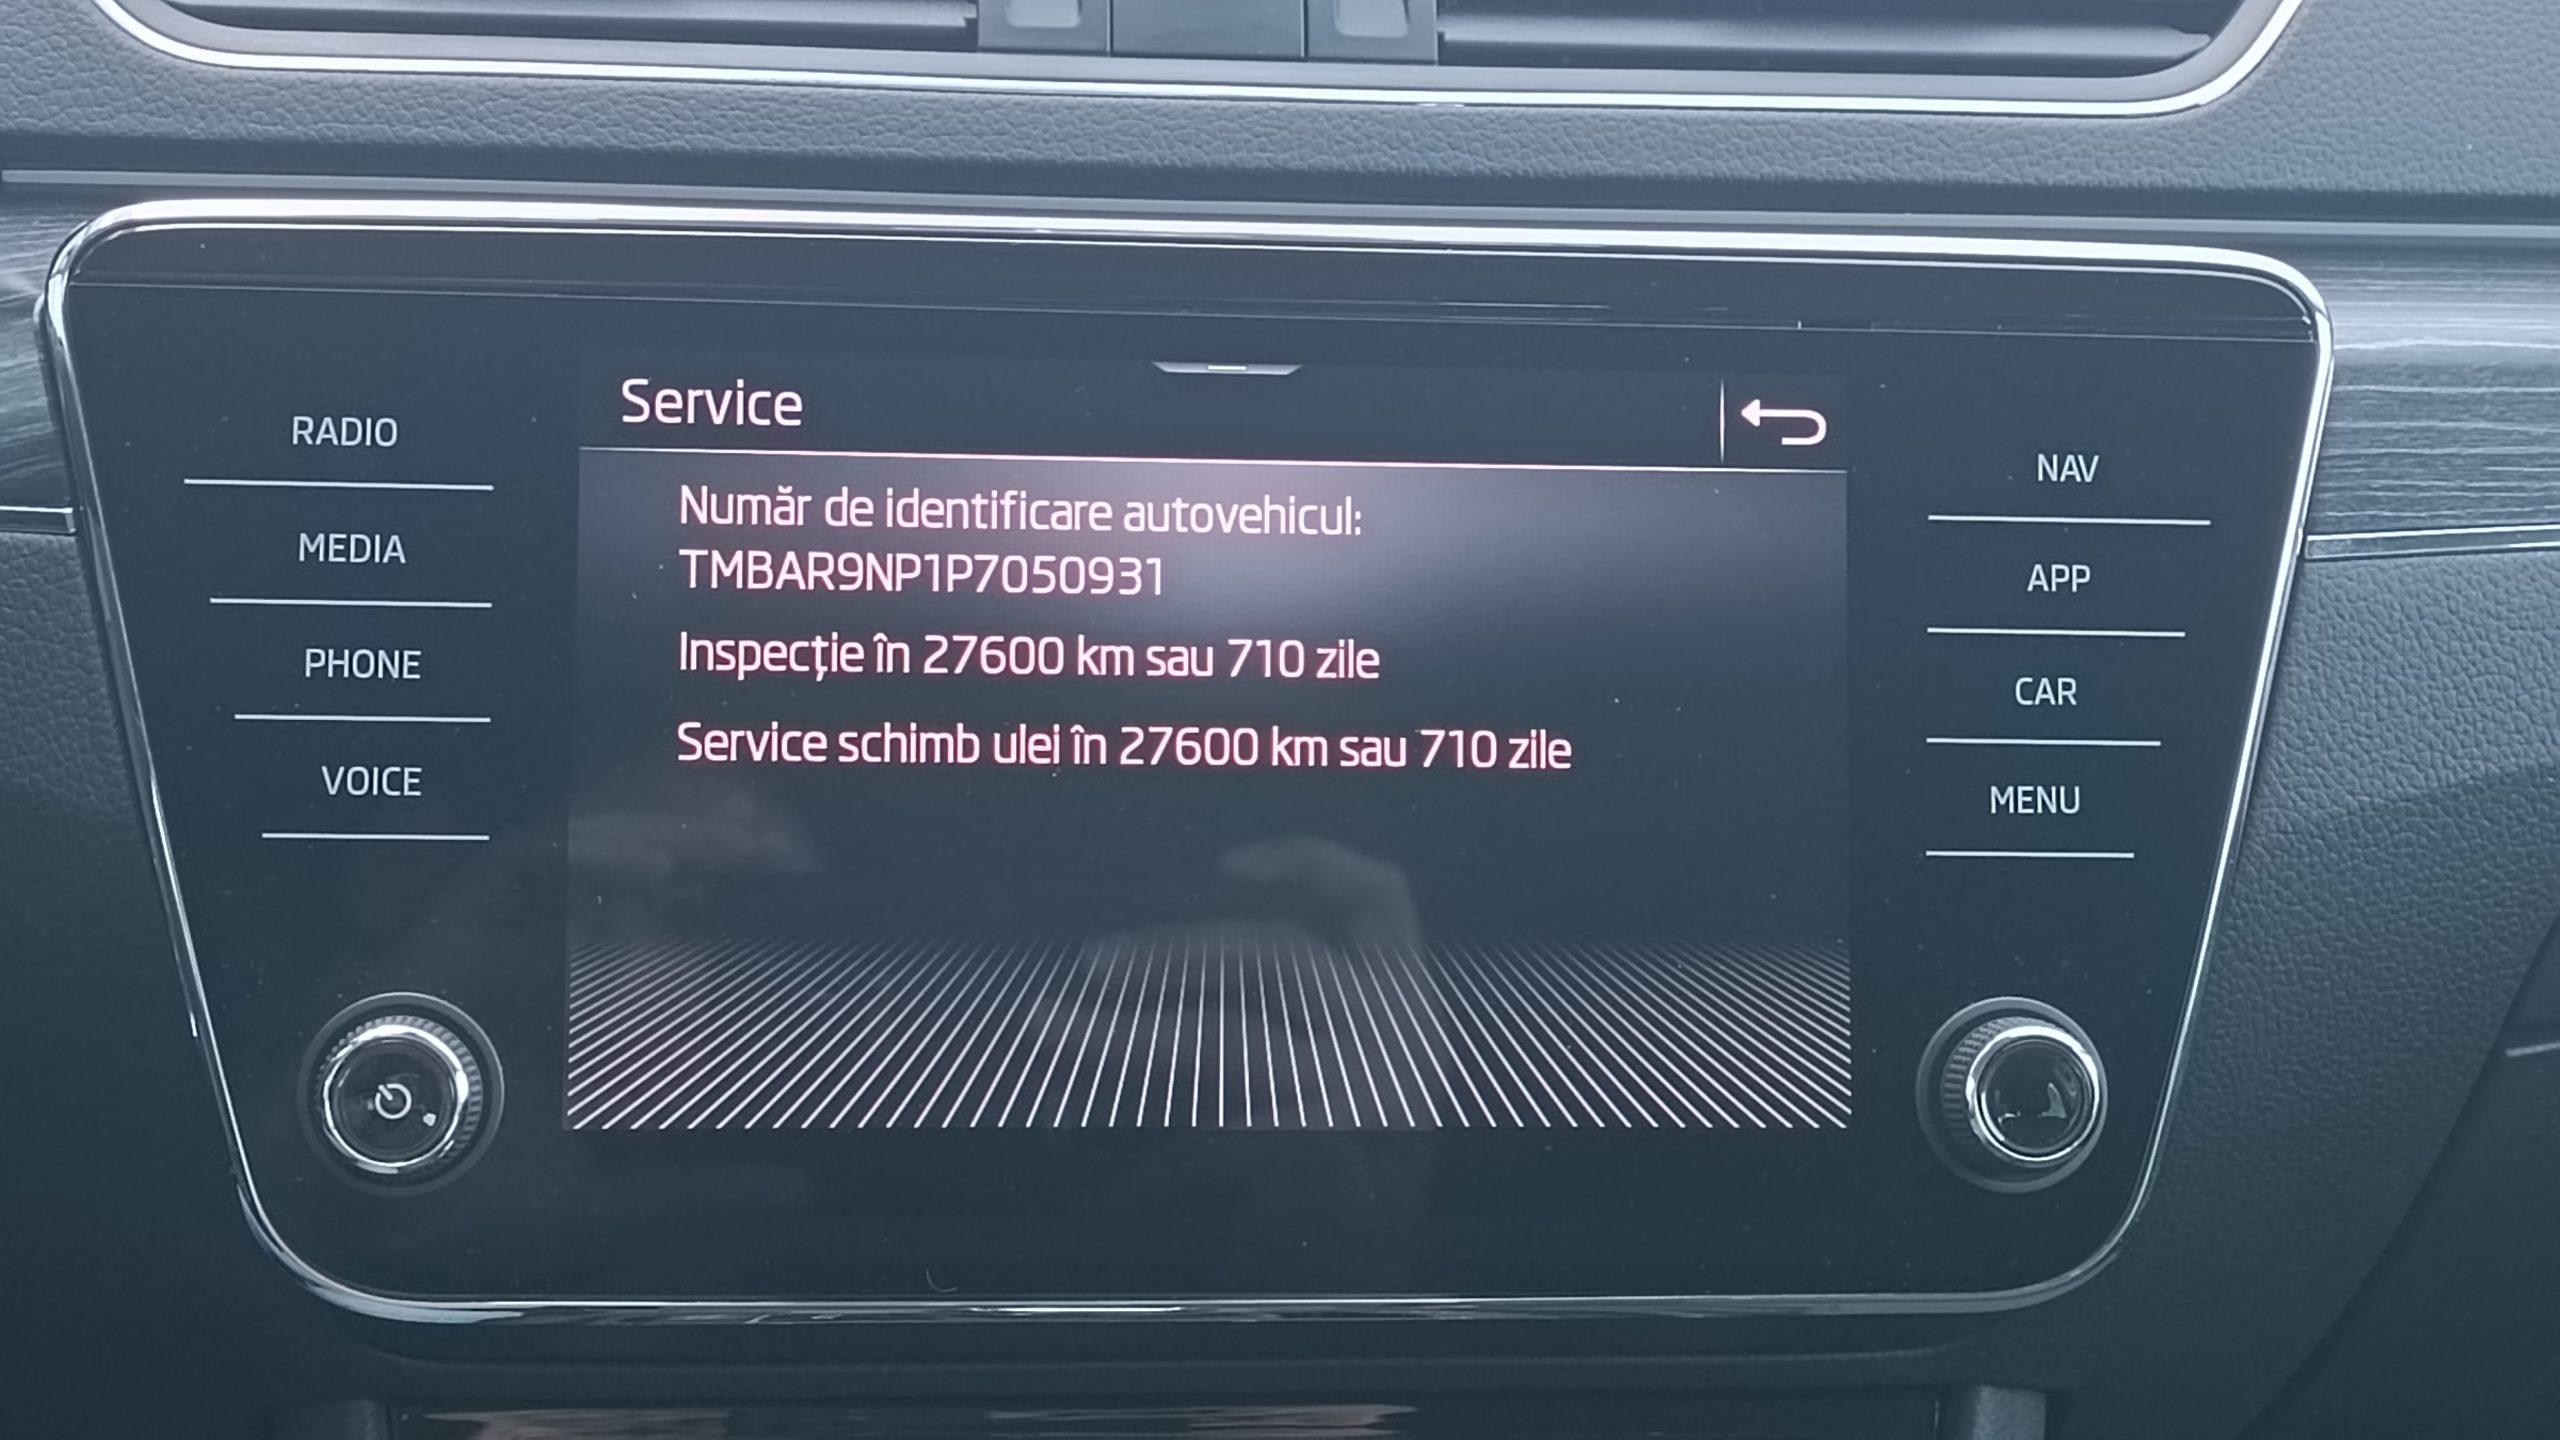 Service
RADIO
MEDIA
PHONE
VOICE
Număr de identificare autovehicul:
TMBAR9NP1P7050931
Inspecție în 27600 km sau 710 zile
Service schimb ulei în 27600 km sau 710 zile
NAV
APP
CAR
MENU